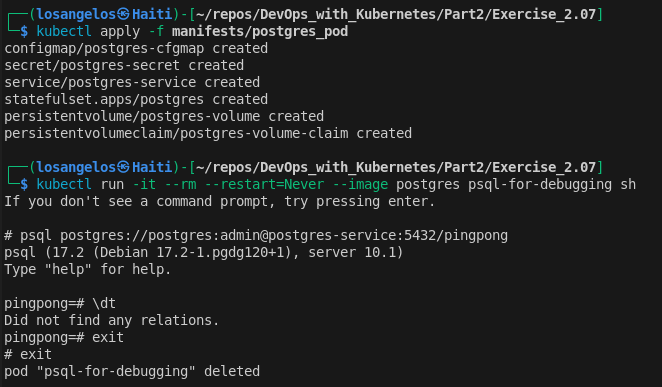 ┌──(losangelos㉿Haiti)-[~/repos/DevOps_with_Kubernetes/Part2/Exercise_2.07]
└─$ kubectl apply -f manifests/postgres_pod
configmap/postgres-cfgmap created
secret/postgres-secret created
service/postgres-service created
statefulset.apps/postgres created
persistentvolume/postgres-volume created
persistentvolumeclaim/postgres-volume-claim created
┌──(losangelos㉿Haiti)-[~/repos/DevOps_with_Kubernetes/Part2/Exercise_2.07]
└─$ kubectl run -it --rm --restart=Never --image postgres psql-for-debugging sh
If you don't see a command prompt, try pressing enter.
# psql postgres://postgres:admin@postgres-service:5432/pingpong
psql (17.2 (Debian 17.2-1.pgdg120+1), server 10.1)
Type "help" for help.
pingpong=# \dt
Did not find any relations.
pingpong=# exit
# exit
pod "psql-for-debugging" deleted